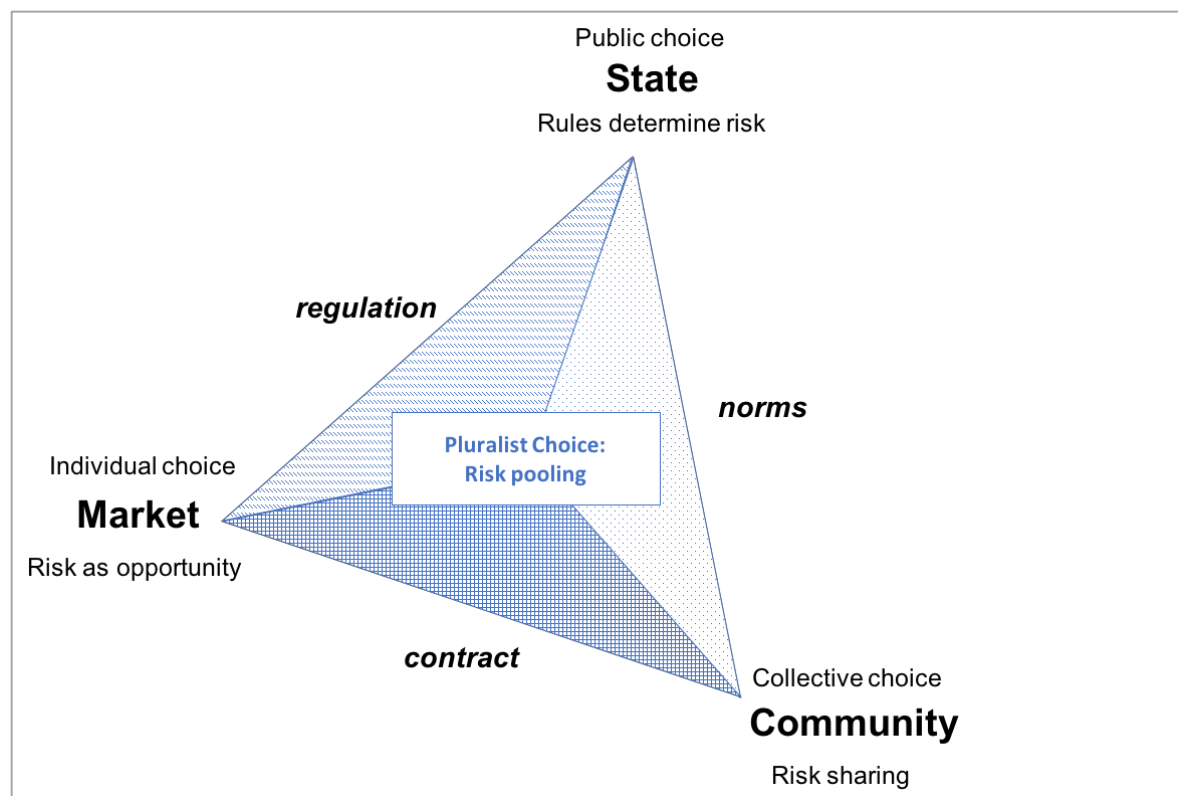 Public choice
State
Rules determine risk
regulation
norms
Pluralist Choice:
Risk pooling
Individual choice
Market
Risk as opportunity
contract
Collective choice
Community
Risk sharing